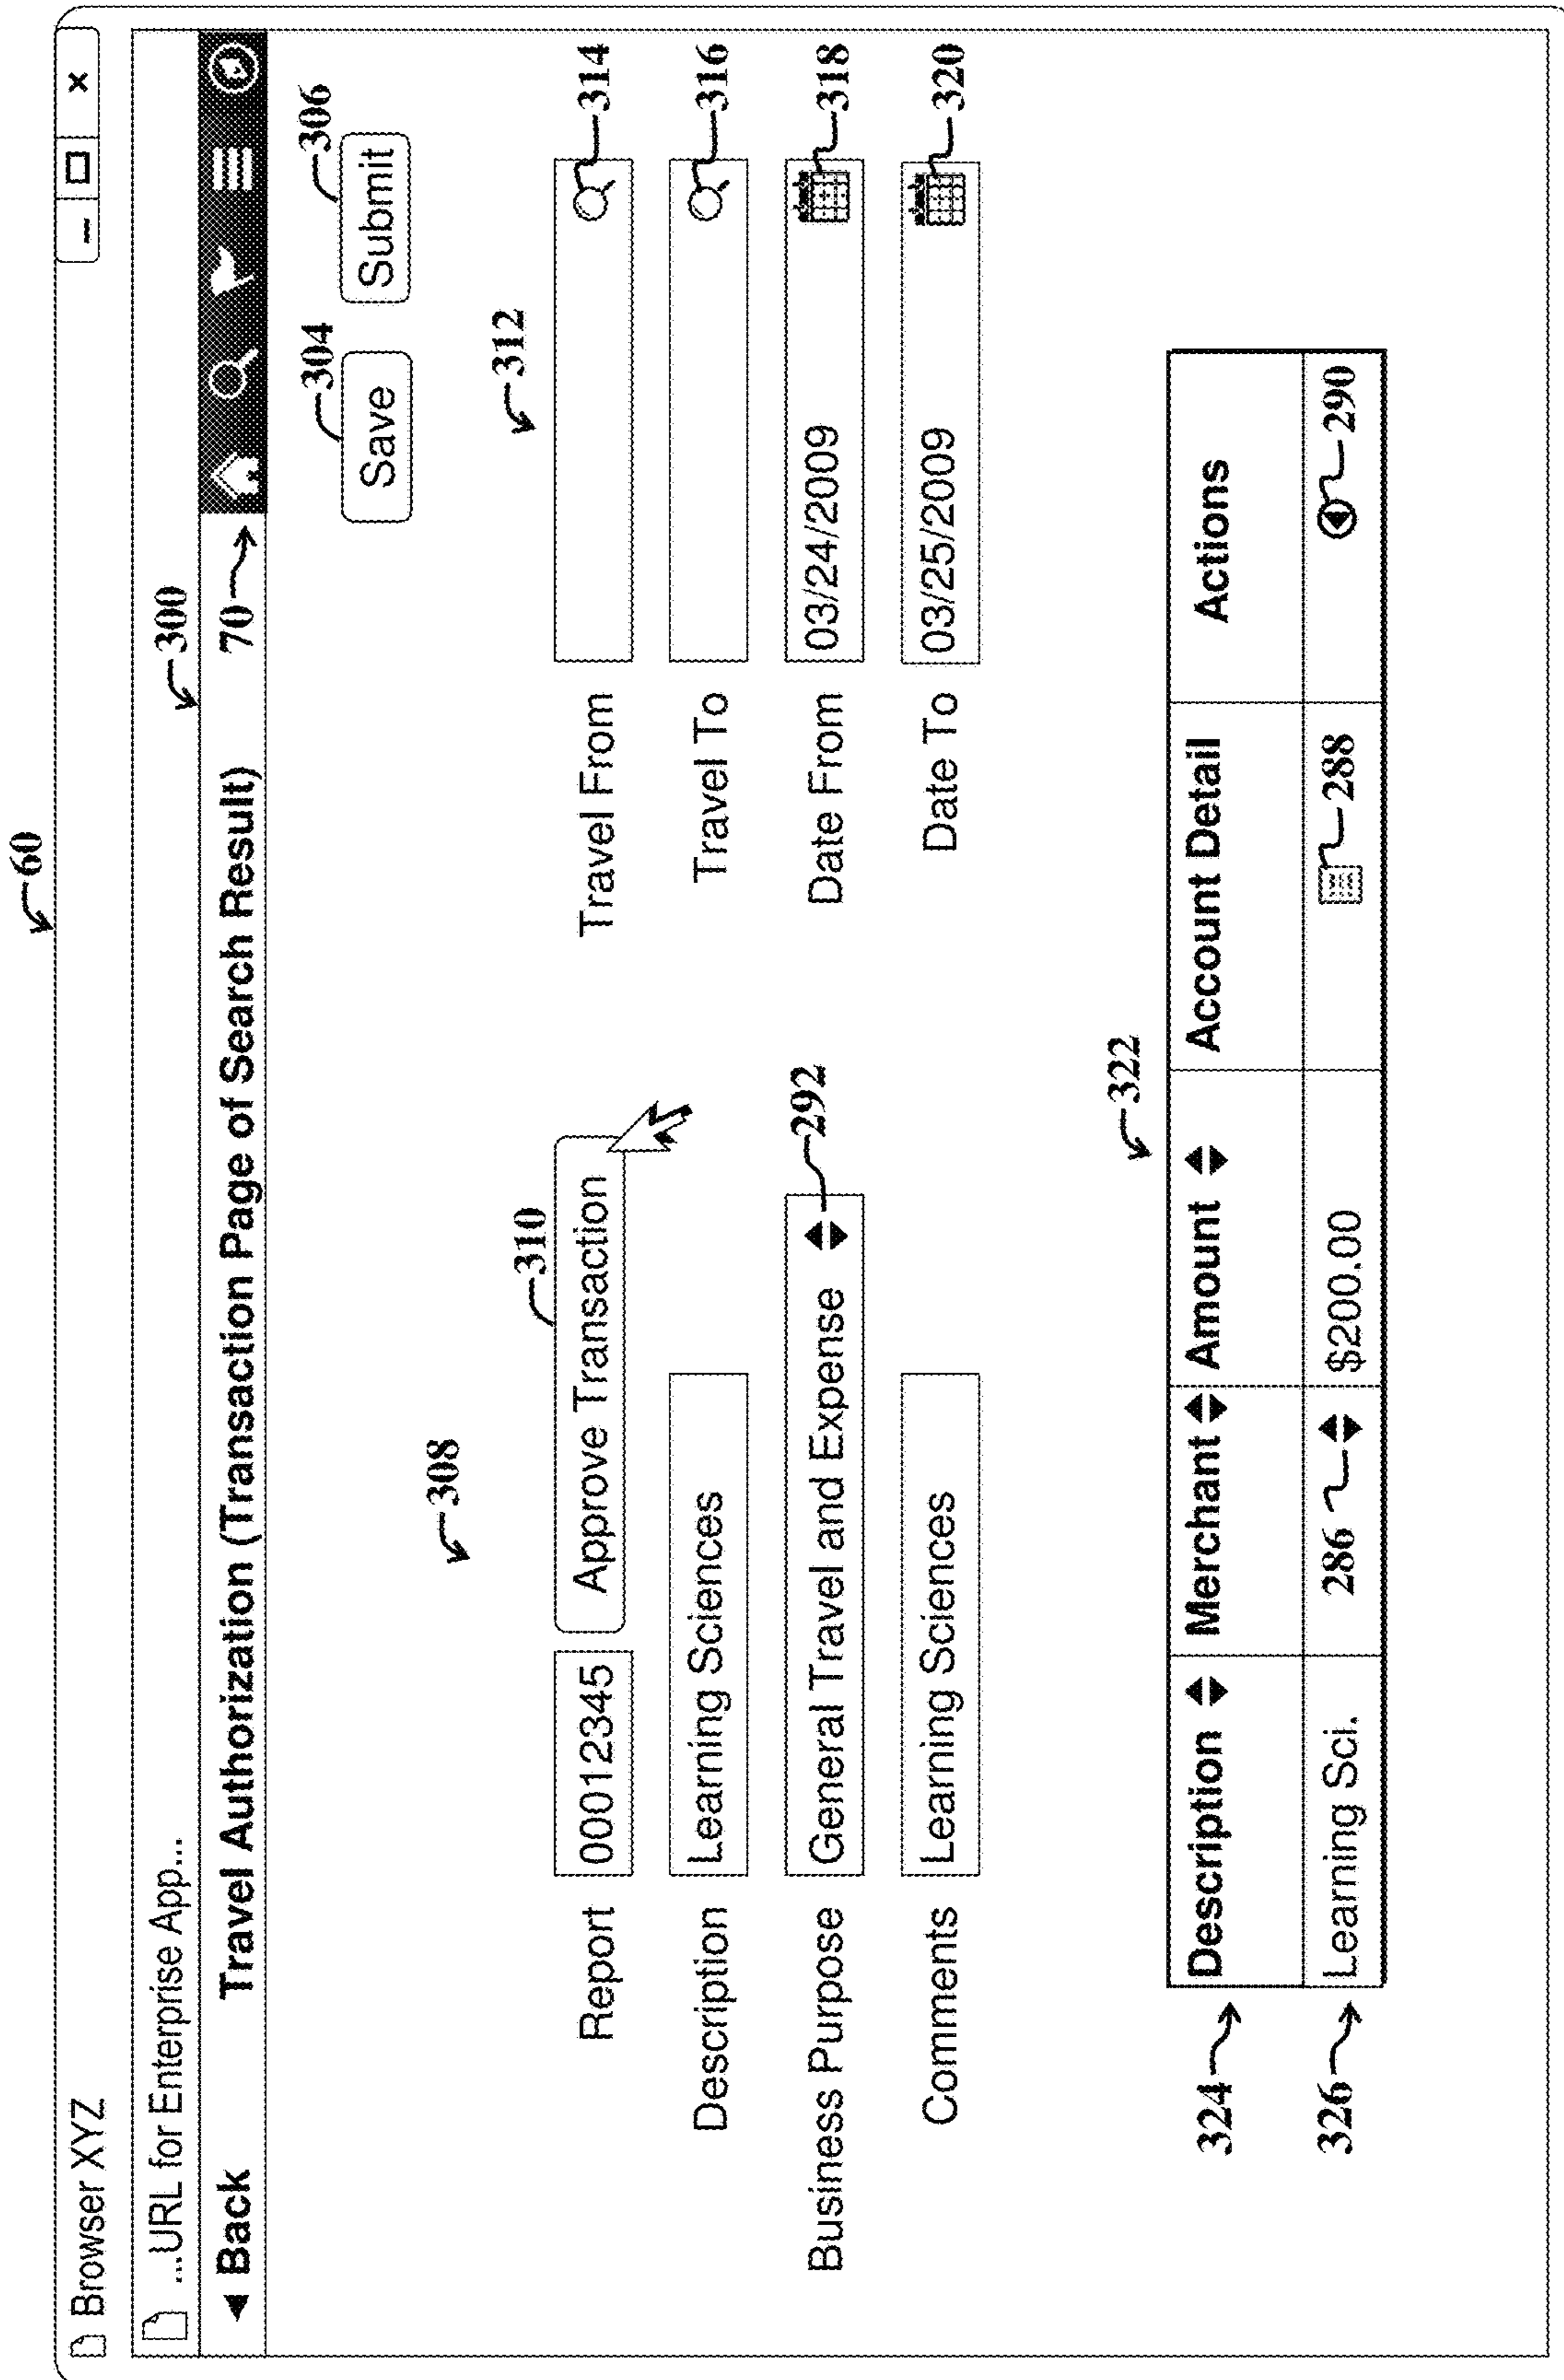 60
Browser XYZ
...URL for Enterprise App...
300
Back Travel Authorization (Transaction Page of Search Result) 70
304 306
Save Submit
308 310 312
Report 00012345 Approve Transaction Travel From 314
Description Learning Sciences Travel To 316
Business Purpose General Travel and Expense 292 Date From 03/24/2009 318
Comments Learning Sciences Date To 03/25/2009 320
322
324 Description Merchant Amount Account Detail Actions
326 Learning Sci. 286 $200.00 288 290